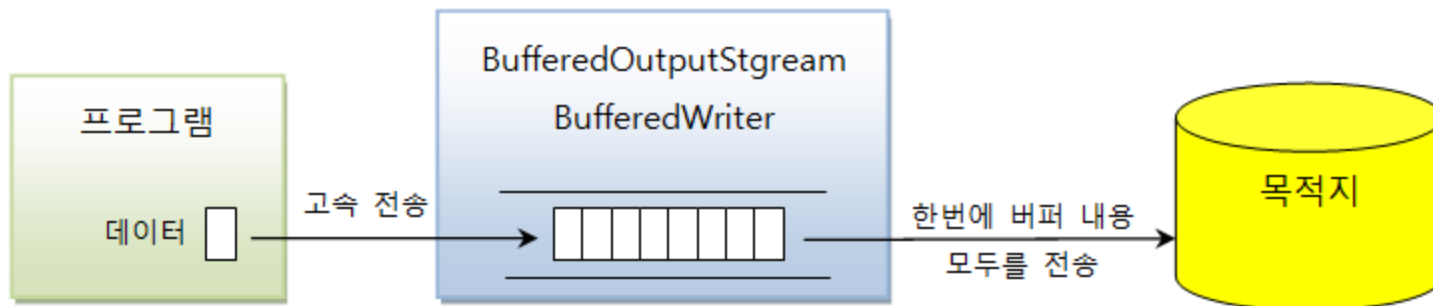 BufferedOutputStgream
BufferedWriter
프로그램
데이터
고속 전송
한번에 버퍼 내용
모두를 전송
목적지